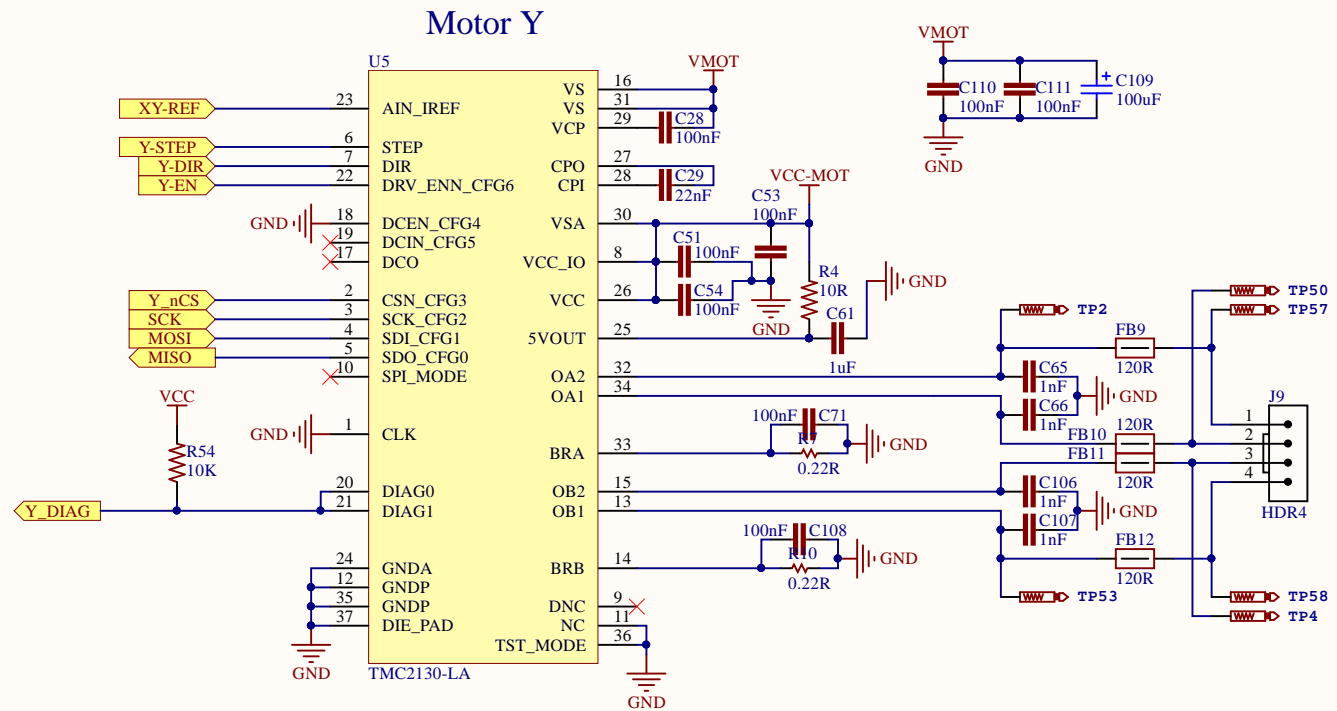 Motor Y
U5
VMOT
VMOT
XY-REF 23 AIN_IREF
VS 16
VS 31
VCP 29
C28
100nF
C110
100nF
C111
100nF
+ C109
100uF
GND
Y-STEP 6 STEP
Y-DIR 7 DIR
Y-EN 22 DRV_ENN_CFG6
CPO 27
CPI 28
C29
22nF
VCC-MOT
GND 18 DCEN_CFG4
19 DCIN_CFG5
17 DCO
VSA 30
C53
100nF
VCC_IO 8
C51
100nF
VCC 26
C54
100nF
GND
R4
10R
GND
C61
1uF
5VOUT 25
Y_nCS 2 CSN_CFG3
SCK 3 SCK_CFG2
MOSI 4 SDI_CFG1
MISO 5 SDO_CFG0
10 SPI_MODE
OA2 32
OA1 34
TP2
TP50
TP57
FB9
120R
C65
1nF
C66
1nF
GND
VCC
R54
10K
GND 1 CLK
BRA 33
100nF C71
R7
0.22R
GND
FB10 120R
FB11
120R
J9
1
2
3
4
HDR4
Y_DIAG
20 DIAG0
21 DIAG1
OB2 15
OB1 13
C106
1nF
C107
1nF
GND
FB12
120R
24 GNDA
12 GNDP
35 GNDP
37 DIE_PAD
GND
BRB 14
100nF C108
R10
0.22R
GND
TP53
TP58
TP4
DNC 9
NC 11
TST_MODE 36
GND
TMC2130-LA